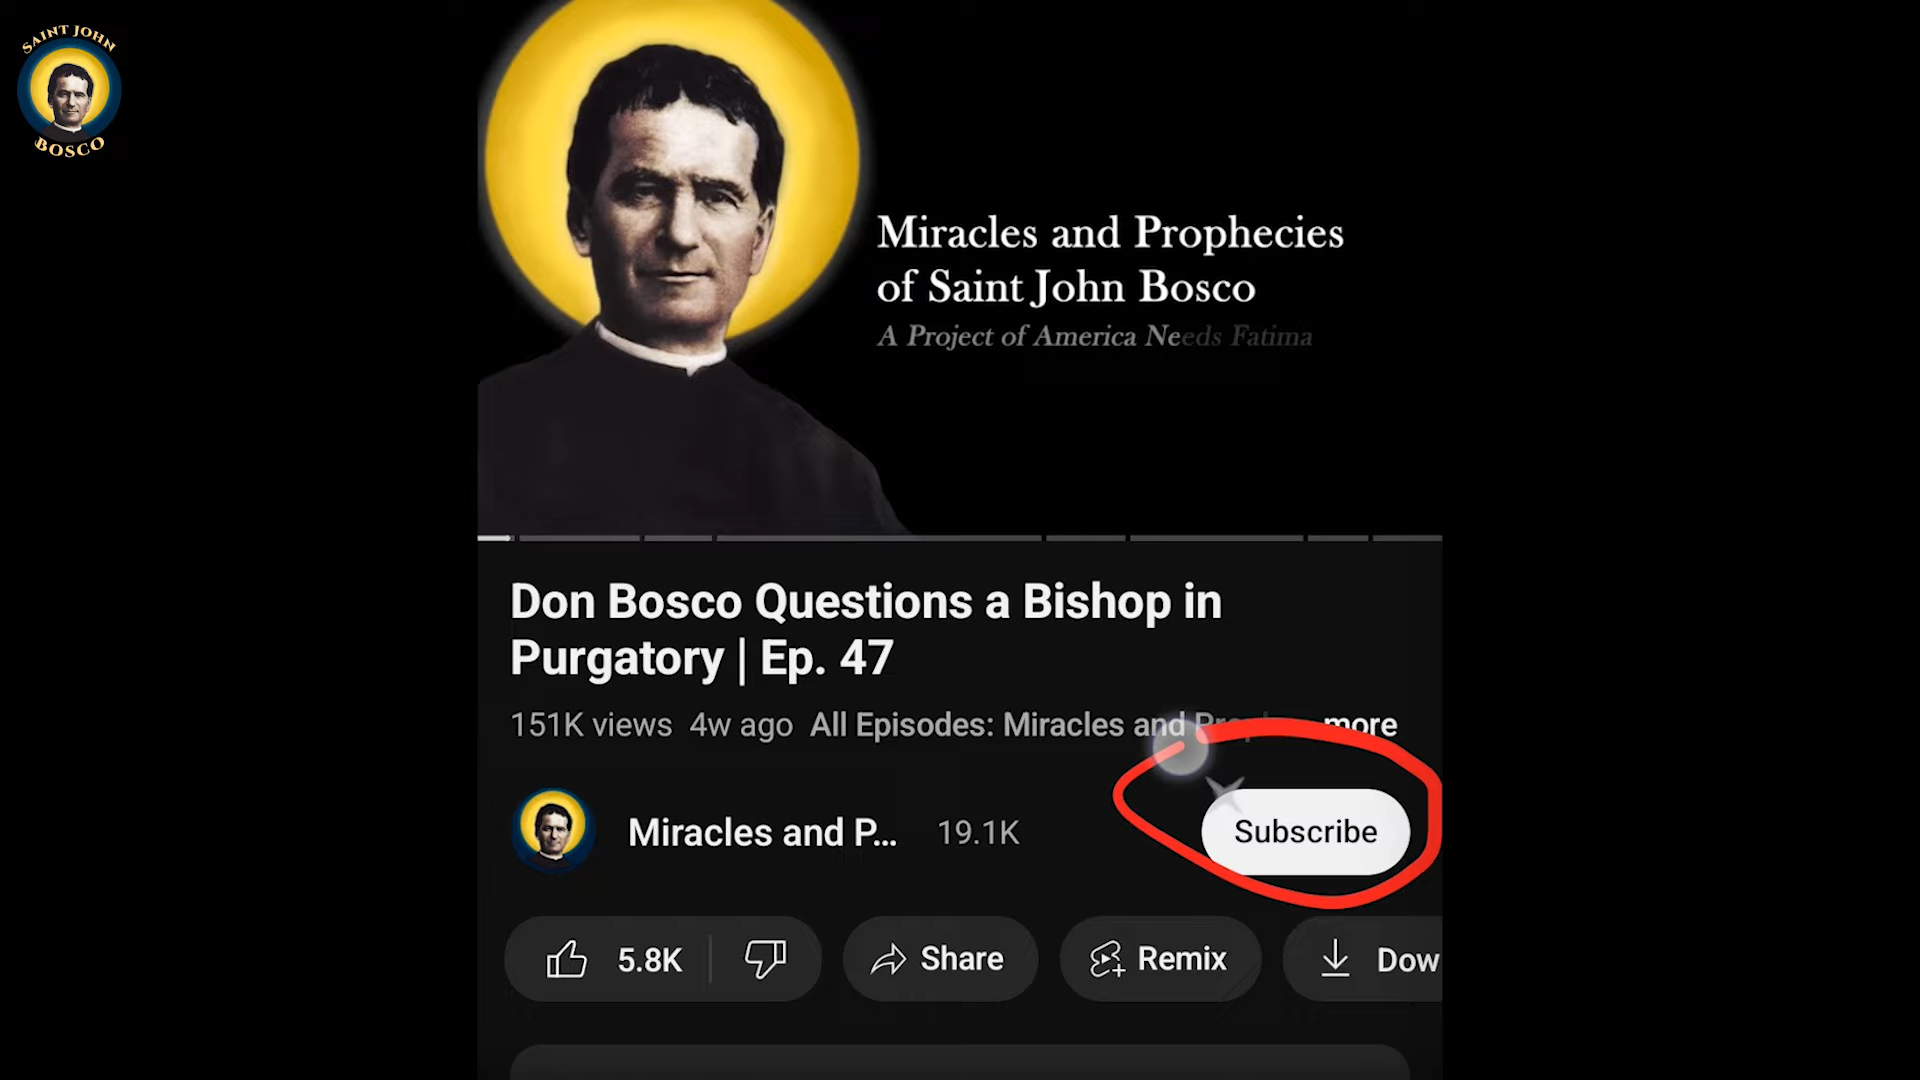 SAINT JOHN
BOSCO
Miracles and Prophecies
of Saint John Bosco
A Project of America Needs Fatima
Don Bosco Questions a Bishop in
Purgatory | Ep. 47
151K views 4w ago All Episodes: Miracles and more
Miracles and P... 19.1K Subscribe
5.8K Share Remix Dow